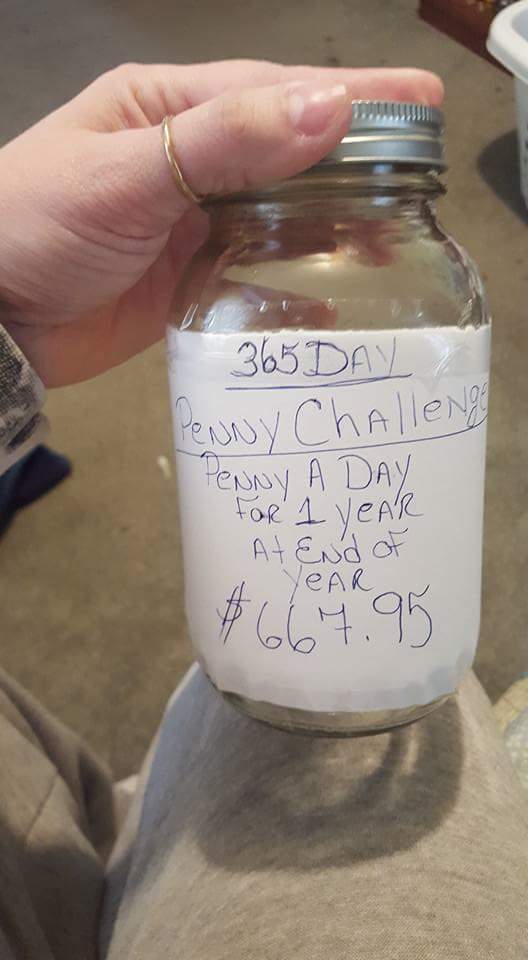 365 DAY
PENNY CHALLENGE
PENNY A DAY
FOR 1 YEAR
At End of
YEAR
$667.95